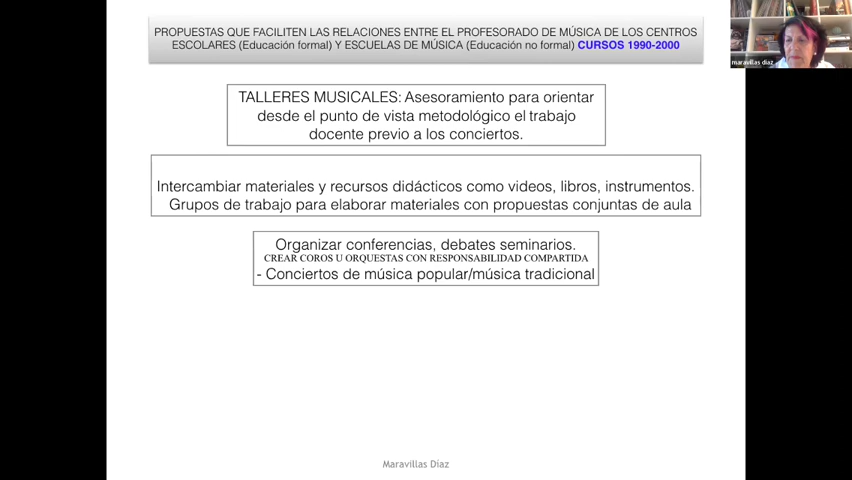 PROPUESTAS QUE FACILITEN LAS RELACIONES ENTRE EL PROFESORADO DE MÚSICA DE LOS CENTROS
ESCOLARES (Educación formal) Y ESCUELAS DE MÚSICA (Educación no formal) CURSOS 1990-2000
maravillas díaz
TALLERES MUSICALES: Asesoramiento para orientar
desde el punto de vista metodológico el trabajo
docente previo a los conciertos.
Intercambiar materiales y recursos didácticos como videos, libros, instrumentos.
Grupos de trabajo para elaborar materiales con propuestas conjuntas de aula
Organizar conferencias, debates seminarios.
CREAR COROS U ORQUESTAS CON RESPONSABILIDAD COMPARTIDA
- Conciertos de música popular/música tradicional
Maravillas Díaz